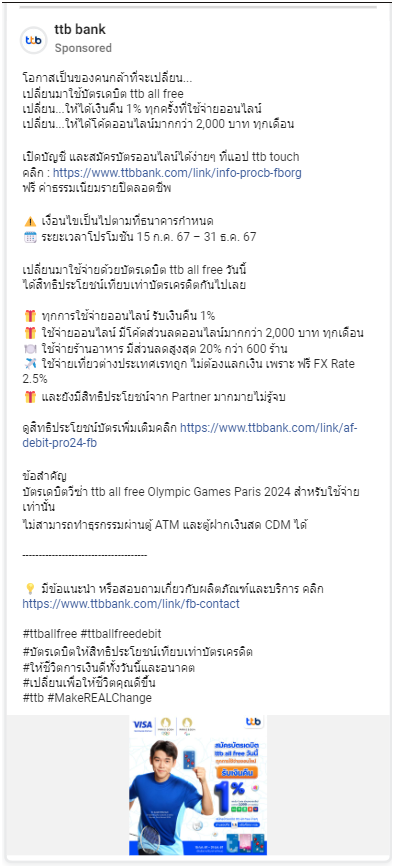 ttb bank
Sponsored
โอกาสเป็นของคนกล้าที่จะเปลี่ยน...
เปลี่ยนมาใช้บัตรเดบิต ttb all free
เปลี่ยน...ให้ได้เงินคืน 1% ทุกครั้งที่ใช้จ่ายออนไลน์
เปลี่ยน...ให้ได้โค้ดออนไลน์มากกว่า 2,000 บาท ทุกเดือน
เปิดบัญชี และสมัครบัตรออนไลน์ได้ง่ายๆ ที่แอป ttb touch
คลิก : https://www.ttbbank.com/link/info-procb-fborg
ฟรี ค่าธรรมเนียมรายปีตลอดชีพ
⚠️ เงื่อนไขเป็นไปตามที่ธนาคารกำหนด
🗓️ ระยะเวลาโปรโมชัน 15 ก.ค. 67 – 31 ธ.ค. 67
เปลี่ยนมาใช้จ่ายด้วยบัตรเดบิต ttb all free วันนี้
ได้สิทธิประโยชน์เทียบเท่าบัตรเครดิตกันไปเลย
🎁 ทุกการใช้จ่ายออนไลน์ รับเงินคืน 1%
🎁 ใช้จ่ายออนไลน์ มีโค้ดส่วนลดออนไลน์มากกว่า 2,000 บาท ทุกเดือน
🍽️ ใช้จ่ายร้านอาหาร มีส่วนลดสูงสุด 20% กว่า 600 ร้าน
✈️ ใช้จ่ายเที่ยวต่างประเทศเรทถูก ไม่ต้องแลกเงิน เพราะ ฟรี FX Rate
2.5%
🎁 และยังมีสิทธิประโยชน์จาก Partner มากมายไม่รู้จบ
ดูสิทธิประโยชน์บัตรเพิ่มเติมคลิก https://www.ttbbank.com/link/af-
debit-pro24-fb
ข้อสำคัญ
บัตรเดบิตวีซ่า ttb all free Olympic Games Paris 2024 สำหรับใช้จ่าย
เท่านั้น
ไม่สามารถทำธุรกรรมผ่านตู้ ATM และตู้ฝากเงินสด CDM ได้
--------------------------------------
💡 มีข้อแนะนำ หรือสอบถามเกี่ยวกับผลิตภัณฑ์และบริการ คลิก
https://www.ttbbank.com/link/fb-contact
#ttballfree #ttballfreedebit
#บัตรเดบิตให้สิทธิประโยชน์เทียบเท่าบัตรเครดิต
#ให้ชีวิตการเงินดีทั้งวันนี้และอนาคต
#เปลี่ยนเพื่อให้ชีวิตคุณดีขึ้น
#ttb #MakeREALChange
VISA
ttb
สมัครบัตรเดบิต
ttb all free วันนี้
ทุกการใช้จ่ายออนไลน์
รับเงินคืน
1%